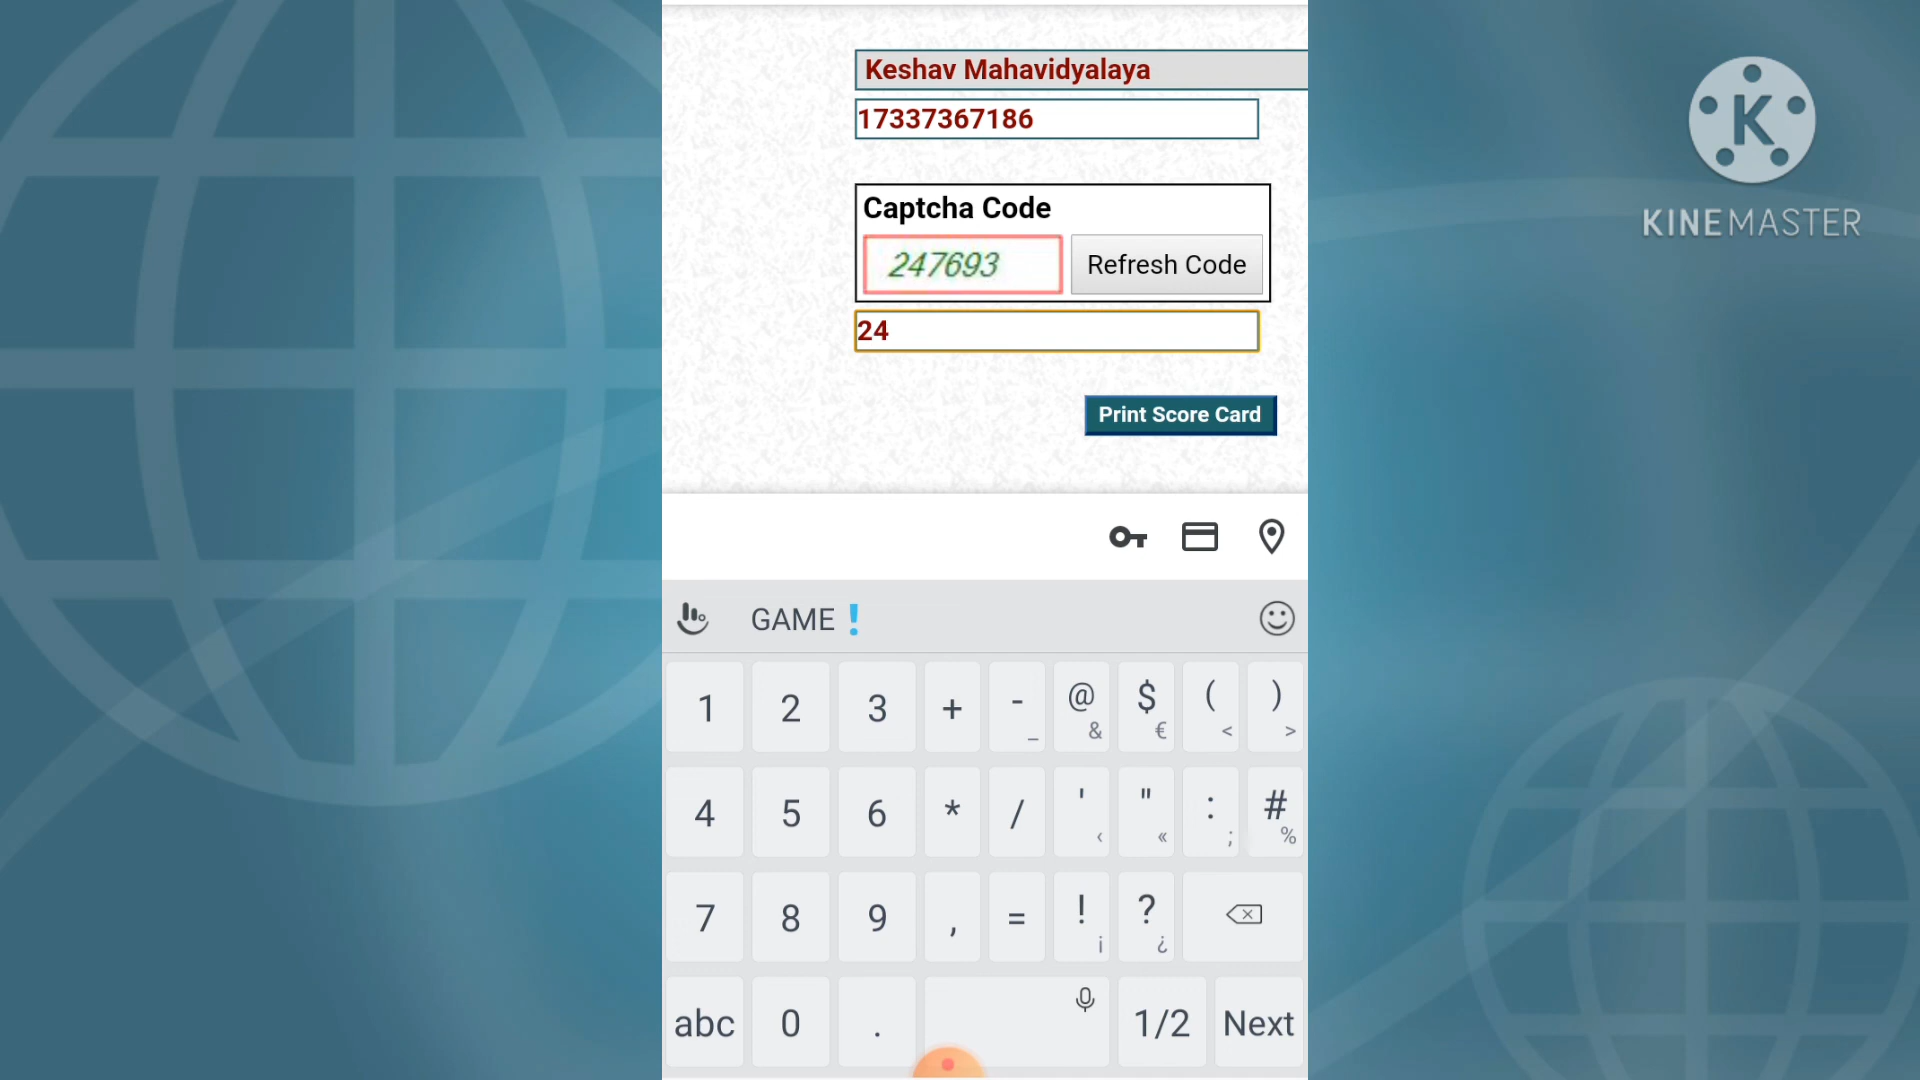 Keshav Mahavidyalaya
17337367186
Captcha Code
247693 Refresh Code
24
Print Score Card
GAME !
1 2 3 + - _ @ & $ € ( < ) >
4 5 6 * / ' ‹ " « : ; # %
7 8 9 , = ! ¡ ? ¿
abc 0 . 1/2 Next
K
KINEMASTER